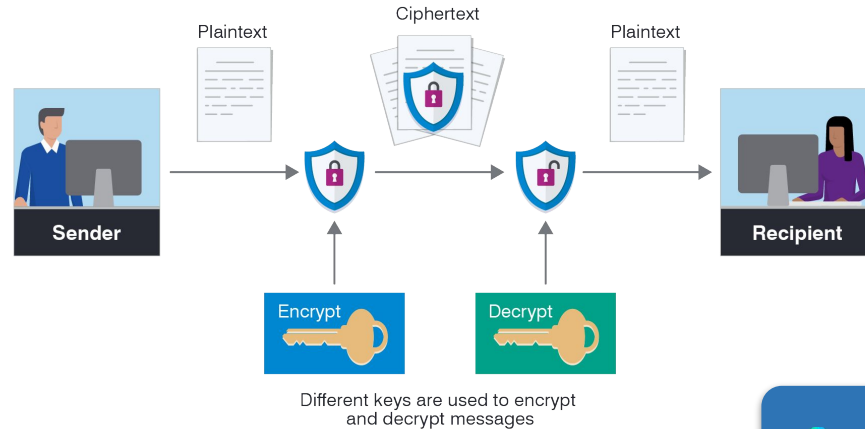 Ciphertext
Plaintext
Plaintext
Sender
Recipient
Encrypt
Decrypt
Different keys are used to encrypt
and decrypt messages